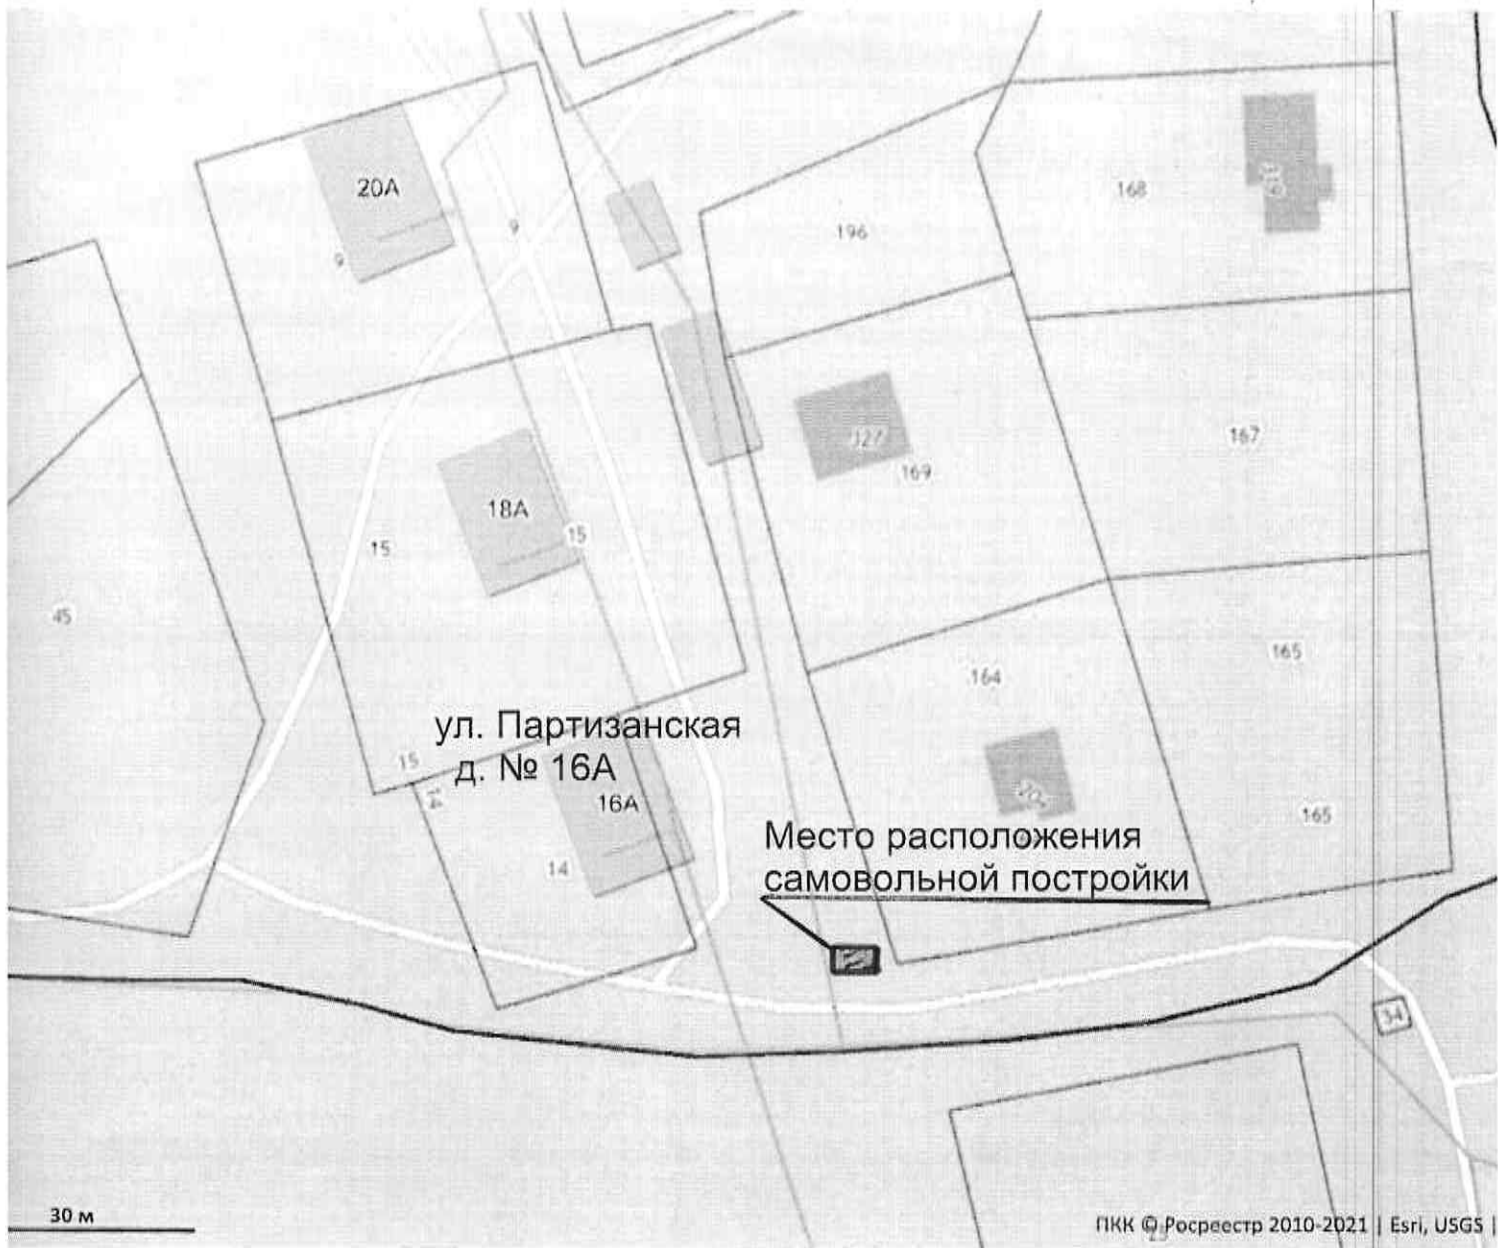 20А
9
9
196
168
167
169
18А
15
15
45
165
164
ул. Партизанская
д. № 16А
15
14
16А
14
165
Место расположения
самовольной постройки
34
30 м
ПКК © Росреестр 2010-2021 | Esri, USGS |